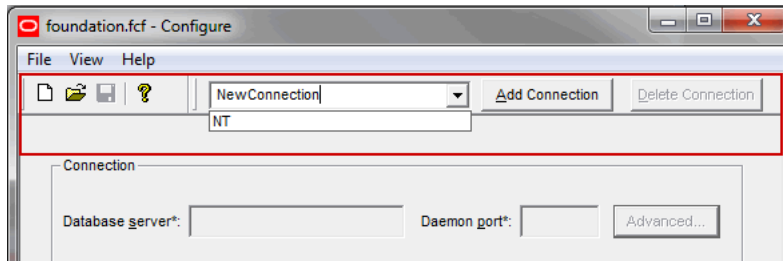 foundation.fcf - Configure
File View Help
NewConnection Add Connection Delete Connection
NT
Connection
Database server*: Daemon port*: Advanced...